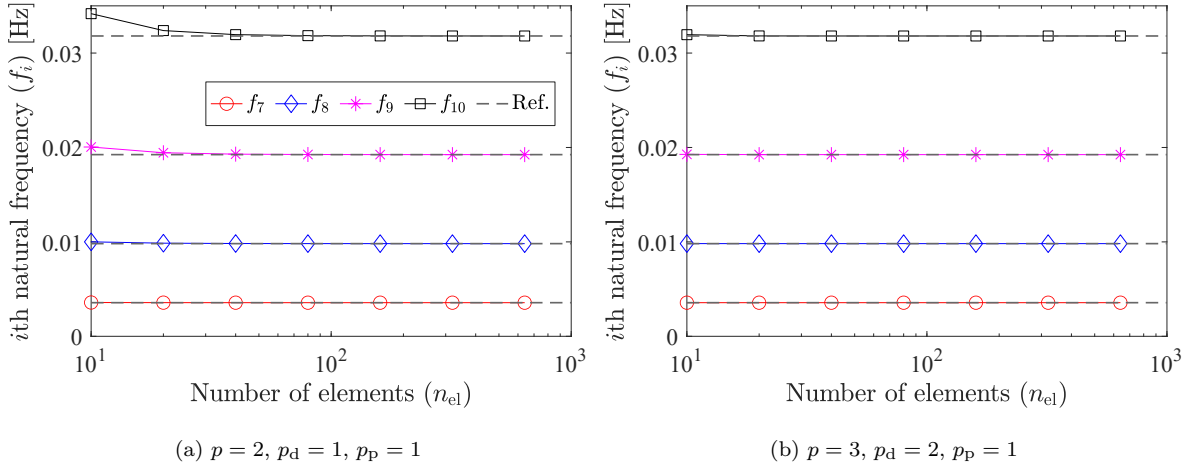 ith natural frequency (f_i) [Hz]
0.03
0.02
0.01
0
f_7 f_8 f_9 f_10 Ref.
10^1 10^2 10^3
Number of elements (n_el)
(a) p = 2, p_d = 1, p_p = 1
ith natural frequency (f_i) [Hz]
0.03
0.02
0.01
0
10^1 10^2 10^3
Number of elements (n_el)
(b) p = 3, p_d = 2, p_p = 1